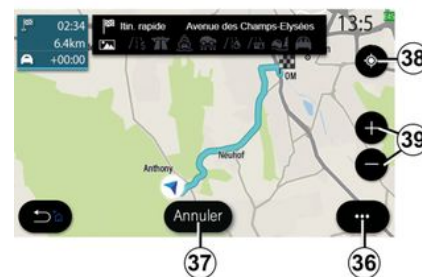 02:34
6.4km
+00:00
Itin. rapide Avenue des Champs-Elysées
13:5
38
OM
39
Neuhof
Anthony
Annuler
37
36